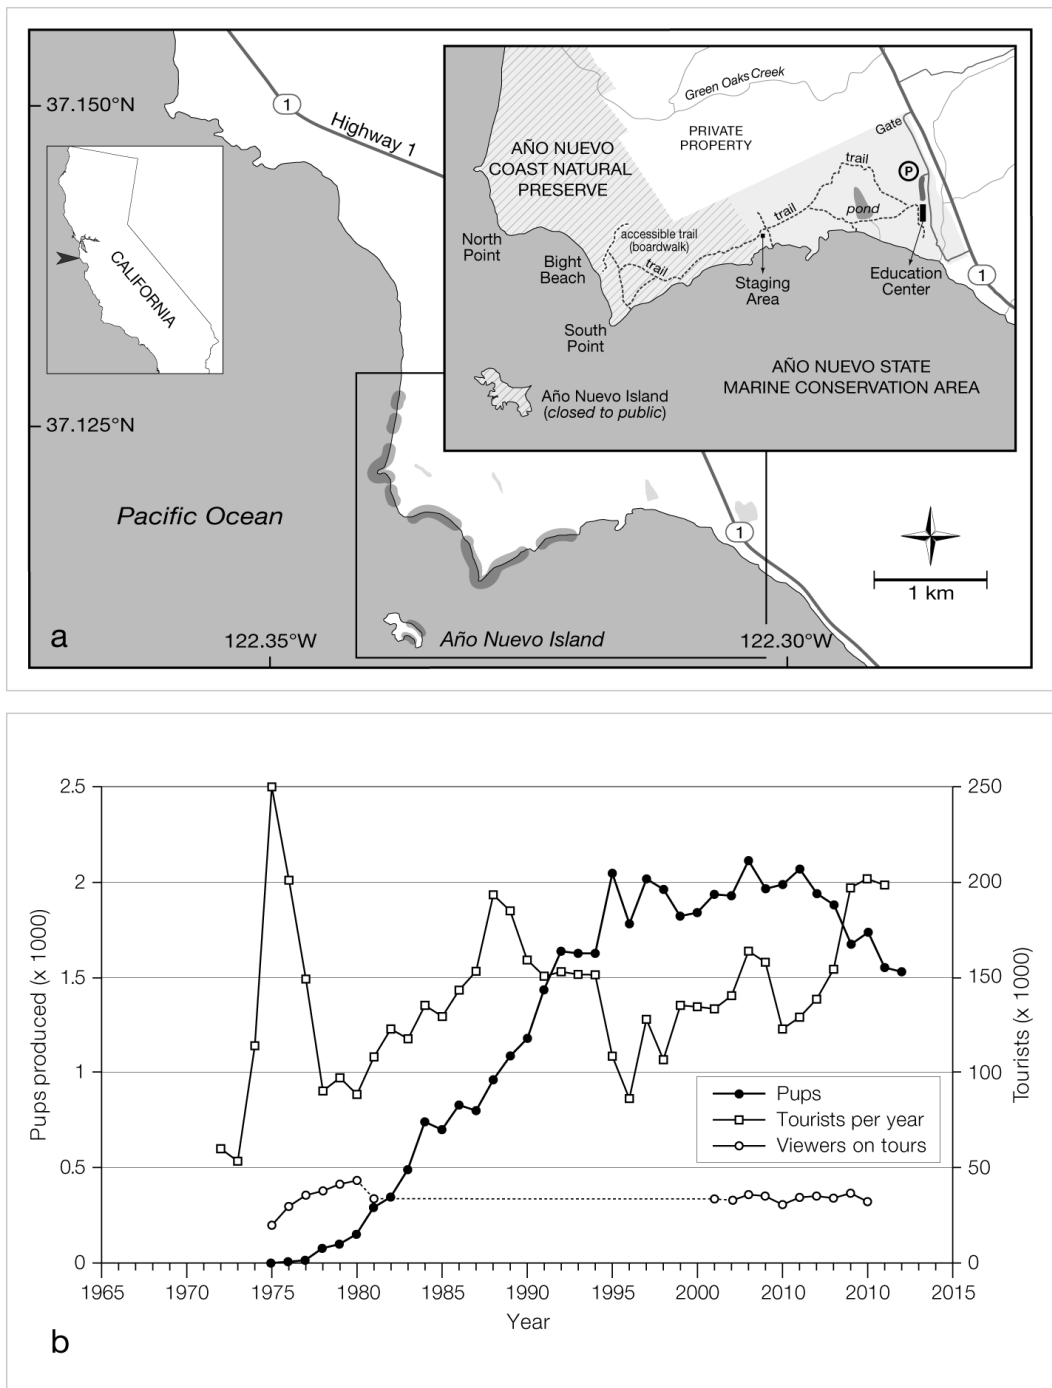 37.150°N
1
Highway 1
CALIFORNIA
37.125°N
Pacific Ocean
1
1 km
a
122.35°W
Año Nuevo Island
122.30°W
Green Oaks Creek
PRIVATE
PROPERTY
Gate
AÑO NUEVO
COAST NATURAL
PRESERVE
trail
P
trail
pond
accessible trail
(boardwalk)
North
Point
Bight
Beach
trail
Staging
Area
Education
Center
1
South
Point
AÑO NUEVO STATE
MARINE CONSERVATION AREA
Año Nuevo Island
(closed to public)
Pups produced (x 1000)
2.5
2
1.5
1
0.5
0
250
200
150
100
50
0
Tourists (x 1000)
Pups
Tourists per year
Viewers on tours
1965 1970 1975 1980 1985 1990 1995 2000 2010 2010 2015
Year
b